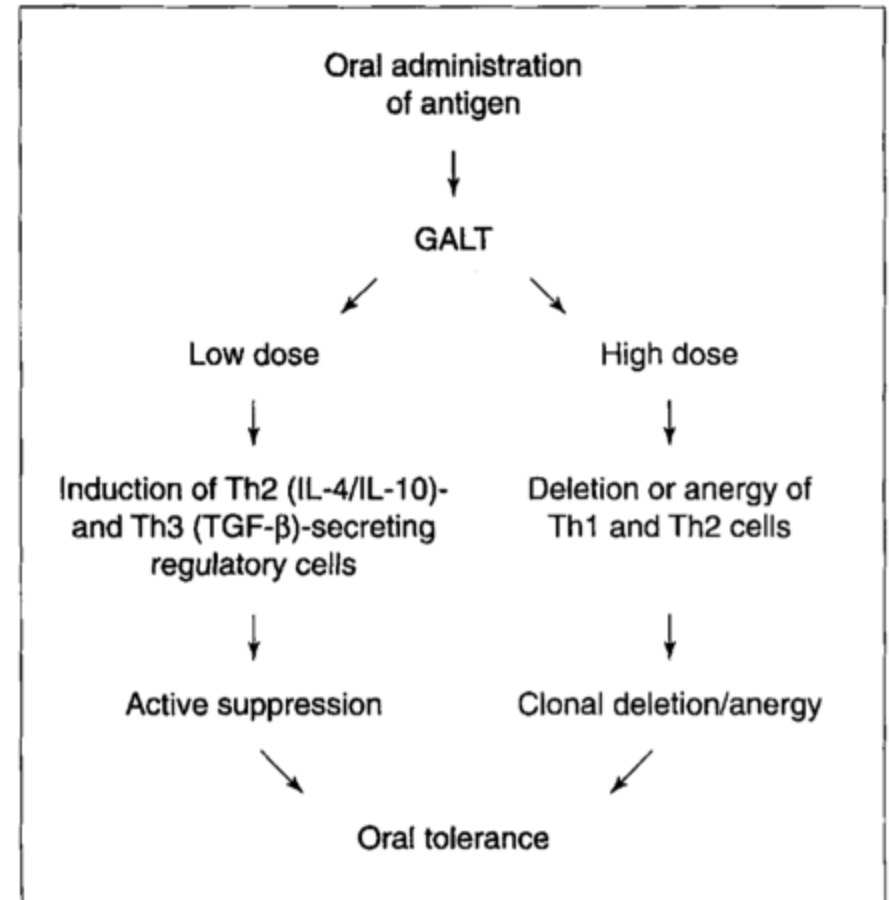 Oral administration
of antigen
GALT
Low dose
High dose
Induction of Th2 (IL-4/IL-10)-
and Th3 (TGF-β)-secreting
regulatory cells
Deletion or anergy of
Th1 and Th2 cells
Active suppression
Clonal deletion/anergy
Oral tolerance